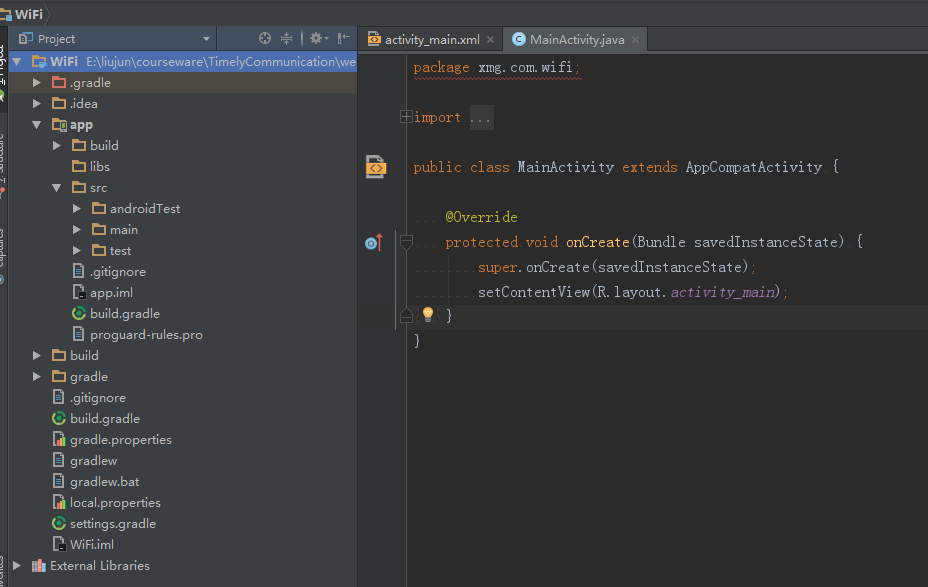 WiFi
Project
WiFi E:\liujun\courseware\TimelyCommunication\we
.gradle
.idea
app
build
libs
src
androidTest
main
test
.gitignore
app.iml
build.gradle
proguard-rules.pro
build
gradle
.gitignore
build.gradle
gradle.properties
gradlew
gradlew.bat
local.properties
settings.gradle
WiFi.iml
External Libraries
activity_main.xml
MainActivity.java
package xmg.com.wifi;
import ...
public class MainActivity extends AppCompatActivity {
@Override
protected void onCreate(Bundle savedInstanceState) {
super.onCreate(savedInstanceState);
setContentView(R.layout.activity_main);
}
}